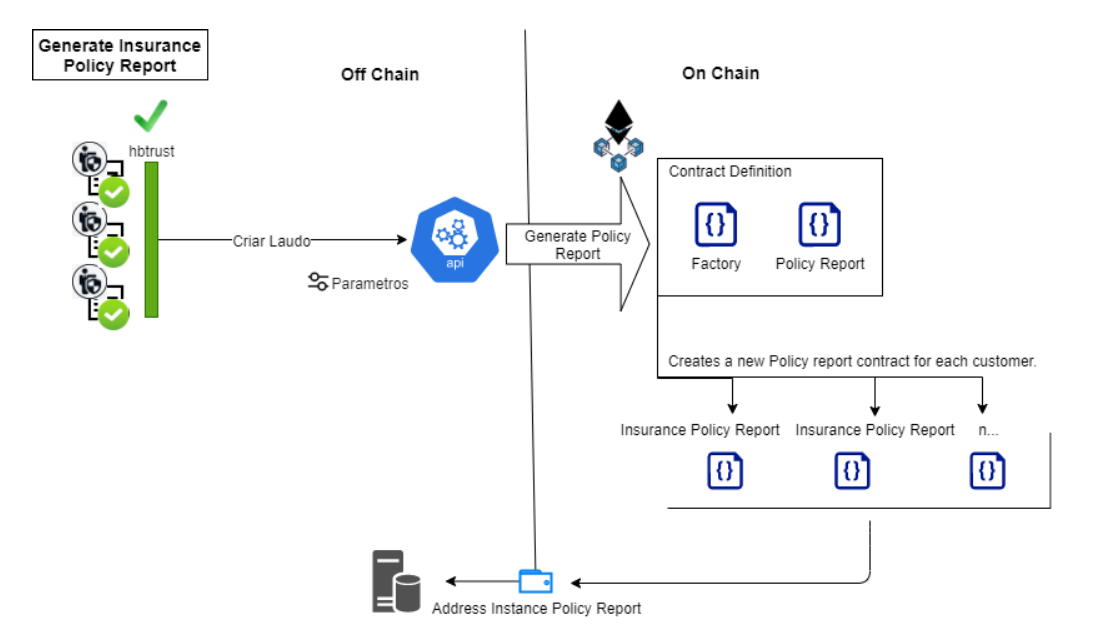 Generate Insurance
Policy Report
Off Chain
On Chain
hbtrust
Contract Definition
{}
{}
Factory
Policy Report
Criar Laudo
api
Generate Policy
Report
Parametros
Creates a new Policy report contract for each customer.
Insurance Policy Report
Insurance Policy Report
n...
{}
{}
{}
Address Instance Policy Report